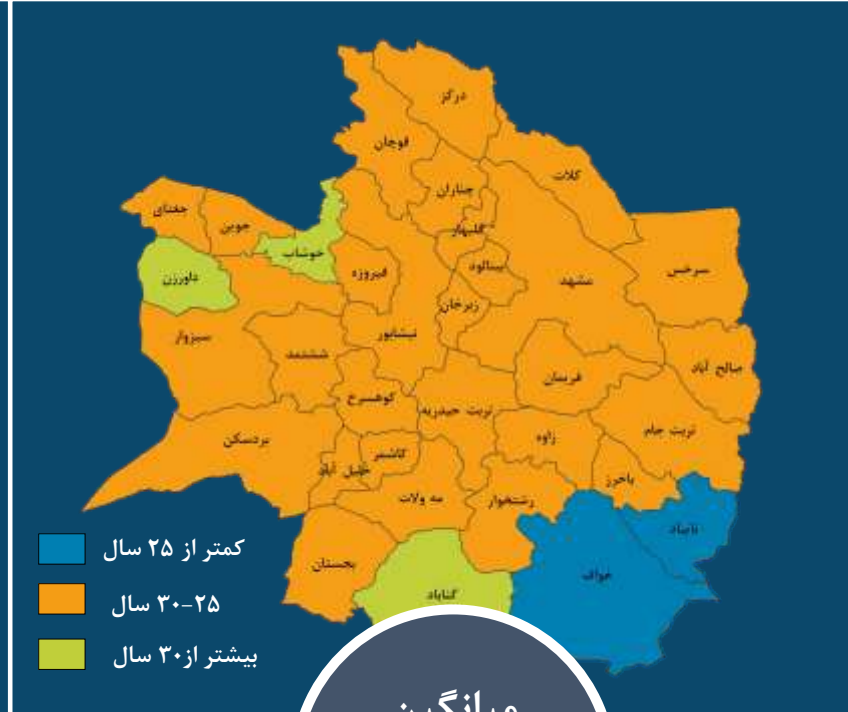 درگز
قوچان
کلات
چناران
جغتای
گلبهار
جوین
خوشاب
بینالود
سرخس
فیروزه
داورزن
مشهد
زبرخان
نیشابور
سبزوار
ششتمد
صالح آباد
فریمان
کوهسرخ
تربت حیدریه
تربت جام
بردسکن
زاوه
کاشمر
خلیل آباد
باخرز
مه ولات
رشتخوار
تایباد
بجستان
خواف
گناباد
کمتر از ۲۵ سال
۲۵-۳۰ سال
بیشتر از۳۰ سال
میانگین